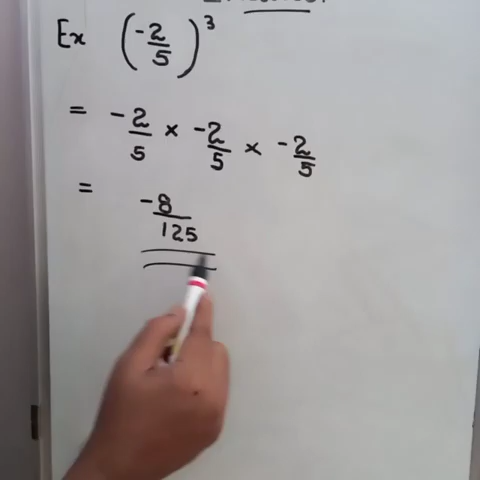 Ex (-2/5)³
= -2/5 × -2/5 × -2/5
= -8/125